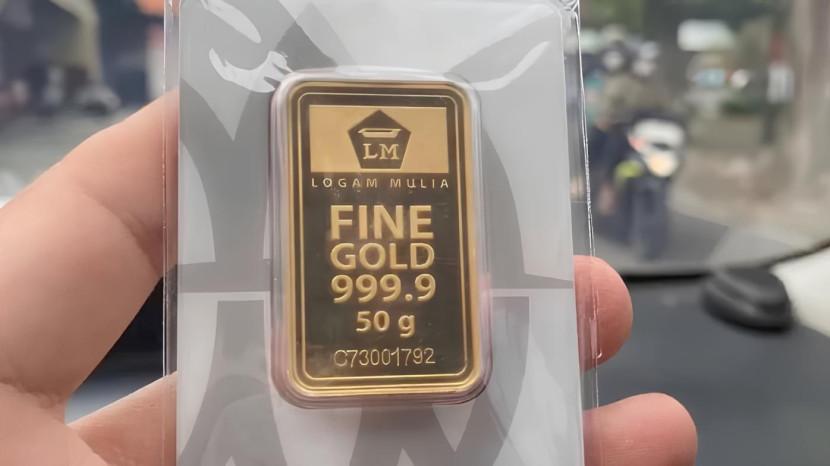 LM
LOGAM MULIA
FINE
GOLD
999.9
50 g
C73001792